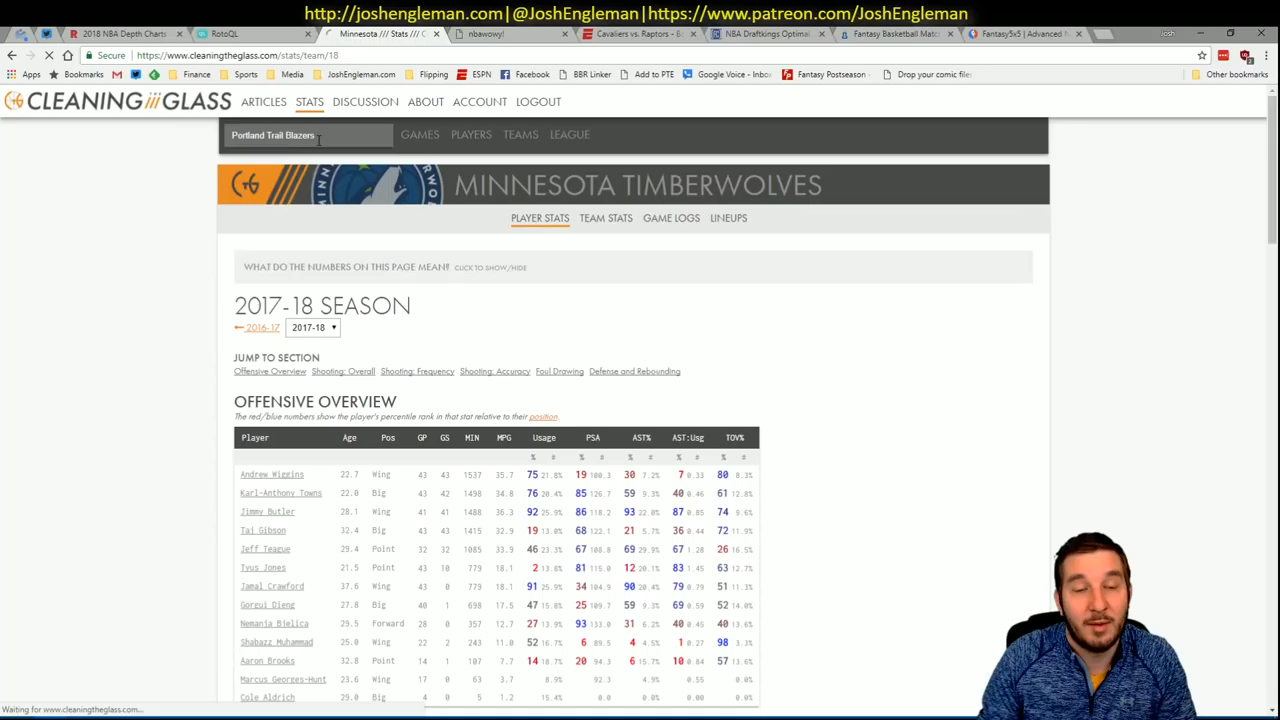 http://joshengleman.com|@JoshEngleman|https://www.patreon.com/JoshEngleman
2018 NBA Depth Charts
RotoQL
Minnesota /// Stats /// C
nbawowy!
Cavaliers vs. Raptors - Bo
NBA Draftkings Optimal
Fantasy Basketball Match
Fantasy5x5 | Advanced N
Josh
Secure
https://www.cleaningtheglass.com/stats/team/18
Apps
Bookmarks
Finance
Sports
Media
JoshEngleman.com
Flipping
ESPN
Facebook
BBR Linker
Add to PTE
Google Voice - Inbo
Fantasy Postseason -
Drop your comic files
Other bookmarks
CLEANING GLASS
ARTICLES STATS DISCUSSION ABOUT ACCOUNT LOGOUT
Portland Trail Blazers
GAMES PLAYERS TEAMS LEAGUE
MINNESOTA TIMBERWOLVES
PLAYER STATS TEAM STATS GAME LOGS LINEUPS
WHAT DO THE NUMBERS ON THIS PAGE MEAN? CLICK TO SHOW/HIDE
2017-18 SEASON
← 2016-17 2017-18
JUMP TO SECTION
Offensive Overview Shooting: Overall Shooting: Frequency Shooting: Accuracy Foul Drawing Defense and Rebounding
OFFENSIVE OVERVIEW
The red/blue numbers show the player's percentile rank in that stat relative to their position.
Player Age Pos GP GS MIN MPG Usage PSA AST% AST:Usg TOV%
% # % # % # % # % #
Andrew Wiggins 22.7 Wing 43 43 1537 35.7 75 21.8% 19 100.3 30 7.2% 7 0.33 80 8.3%
Karl-Anthony Towns 22.0 Big 43 42 1498 34.8 76 20.4% 85 126.7 59 9.3% 40 0.46 61 12.8%
Jimmy Butler 28.1 Wing 41 41 1488 36.3 92 25.9% 86 118.2 93 22.0% 87 0.85 74 9.6%
Taj Gibson 32.4 Big 43 43 1415 32.9 19 13.0% 68 122.1 21 5.7% 36 0.44 72 11.9%
Jeff Teague 29.4 Point 32 32 1085 33.9 46 23.3% 67 108.8 69 29.9% 67 1.28 26 16.5%
Tyus Jones 21.5 Point 43 10 779 18.1 2 13.8% 81 115.0 12 20.1% 83 1.45 63 12.7%
Jamal Crawford 37.6 Wing 43 0 779 18.1 91 25.9% 34 104.9 90 20.4% 79 0.79 51 11.3%
Gorgui Dieng 27.8 Big 40 1 698 17.5 47 15.8% 25 109.7 59 9.3% 69 0.59 52 14.0%
Nemanja Bjelica 29.5 Forward 28 0 357 12.7 27 13.9% 93 133.0 31 6.2% 40 0.45 40 13.6%
Shabazz Muhammad 25.0 Wing 22 2 243 11.0 52 16.7% 6 89.5 4 4.5% 1 0.27 98 3.3%
Aaron Brooks 32.8 Point 14 1 107 7.7 14 18.7% 20 94.3 6 15.7% 10 0.84 57 13.6%
Marcus Georges-Hunt 23.6 Wing 17 0 63 3.7 8.9% 92.3 4.9% 0.55 0.0%
Cole Aldrich 29.0 Big 4 0 5 1.2 15.4% 0.0 0.0% 0.00 0.0%
Waiting for www.cleaningtheglass.com...